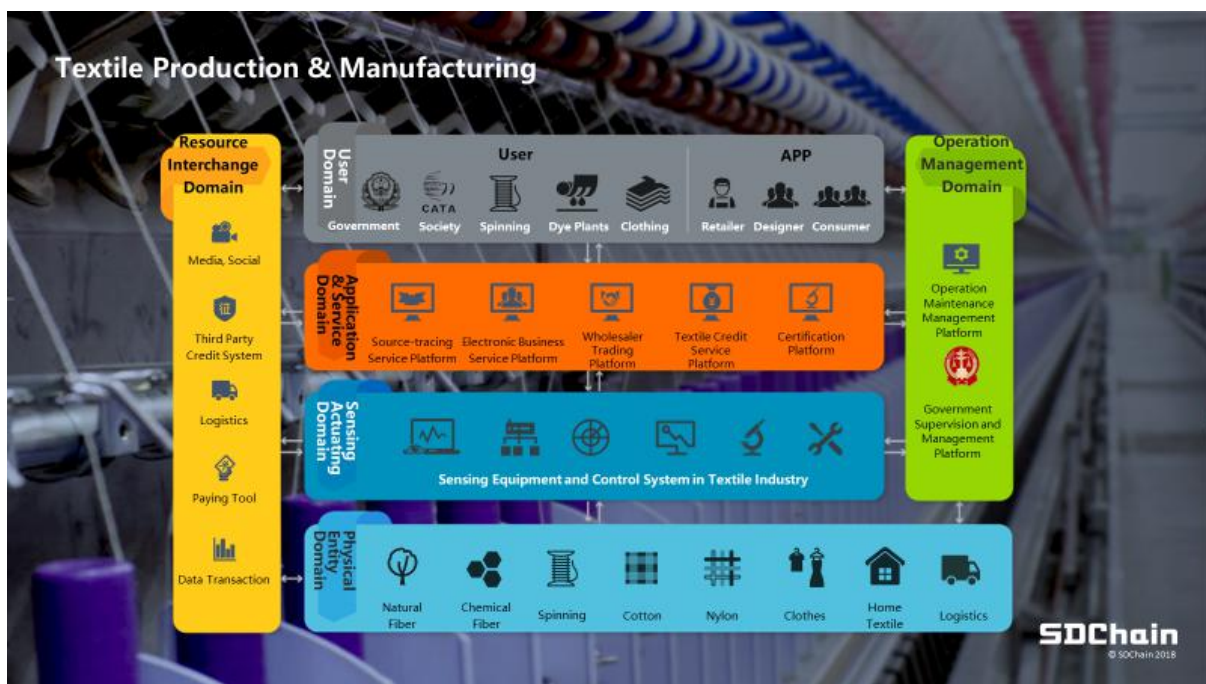 Textile Production & Manufacturing
Resource
Interchange
Domain
Media, Social
Third Party
Credit System
Logistics
Paying Tool
Data Transaction
User
Domain
User
APP
CATA
Government
Society
Spinning
Dye Plants
Clothing
Retailer
Designer
Consumer
Application
& Service
Domain
Source-tracing
Service Platform
Electronic Business
Service Platform
Wholesaler
Trading
Platform
Textile Credit
Service
Platform
Certification
Platform
Sensing
Actuating
Domain
Sensing Equipment and Control System in Textile Industry
Physical
Entity
Domain
Natural
Fiber
Chemical
Fiber
Spinning
Cotton
Nylon
Clothes
Home
Textile
Logistics
Operation
Management
Domain
Operation
Maintenance
Management
Platform
Government
Supervision and
Management
Platform
SDChain
© SDChain 2018